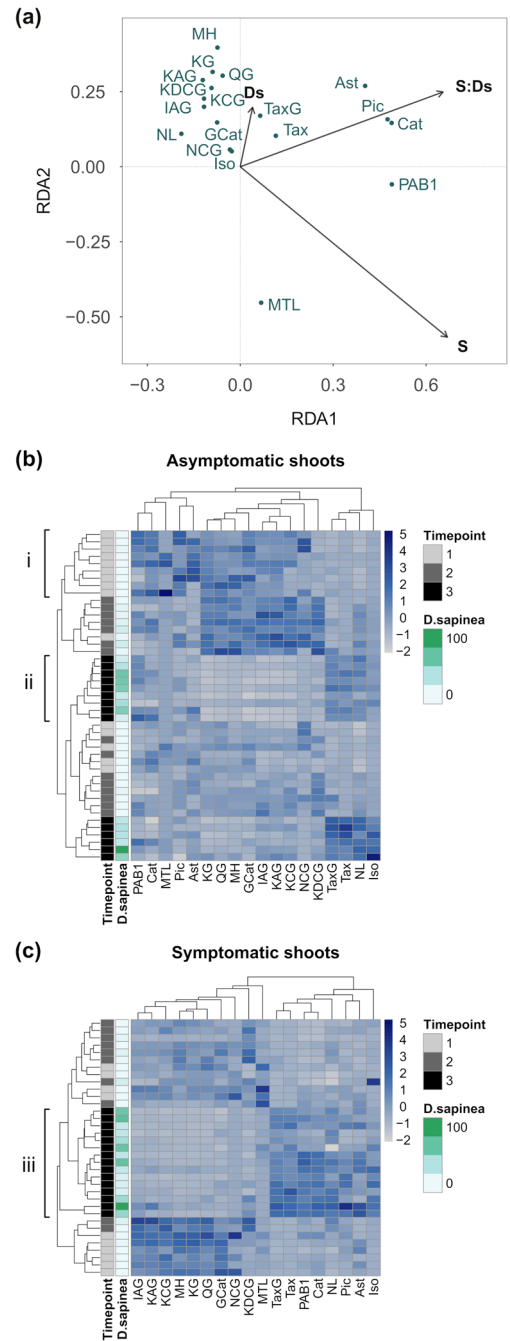 (a)
MH
KG
KAG
QG
KDCG
KCG
IAG
NL
GCat
NCG
Iso
Ds
TaxG
Tax
Ast
S:Ds
Pic
Cat
PAB1
MTL
S
0.25
0.00
−0.25
−0.50
RDA2
−0.3
0.0
0.3
0.6
RDA1
(b)
Asymptomatic shoots
i
ii
5
4
3
2
1
0
−1
−2
Timepoint
1
2
3
D.sapinea
100
0
Timepoint
D.sapinea
PAB1
Cat
MTL
Pic
Ast
KG
QG
MH
GCat
IAG
KAG
KCG
NCG
KDCG
TaxG
Tax
NL
Iso
(c)
Symptomatic shoots
iii
5
4
3
2
1
0
−1
−2
Timepoint
1
2
3
D.sapinea
100
0
Timepoint
D.sapinea
IAG
KAG
KCG
MH
KG
QG
GCat
NCG
KDCG
MTL
TaxG
Tax
PAB1
Cat
NL
Pic
Ast
Iso